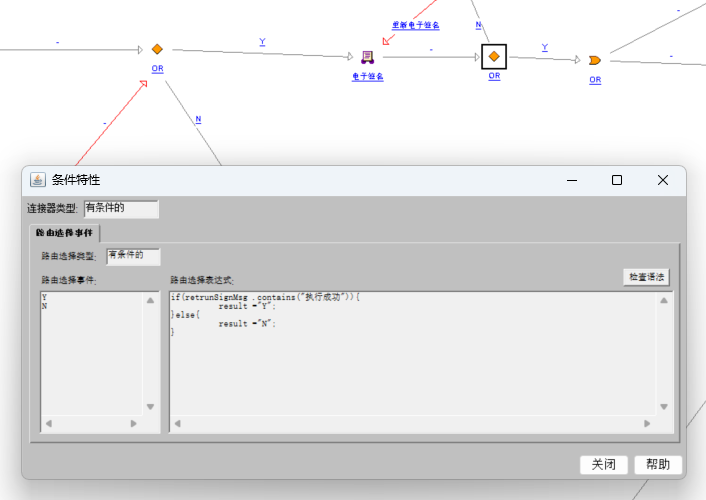 -
N
重新电子签名
-
Y
-
Y
-
OR
电子签名
OR
OR
-
N
条件特性
连接器类型: 有条件的
路由选择事件
路由选择类型: 有条件的
路由选择事件:
路由选择表达式:
检查语法
Y
N
if(retrunSignMsg .contains("执行成功")){
result ="Y";
}else{
result ="N";
}
关闭
帮助